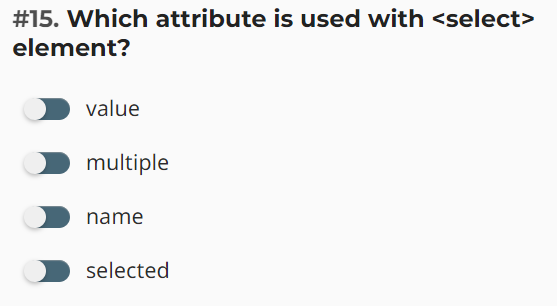 #15. Which attribute is used with <select>
element?
value
multiple
name
selected